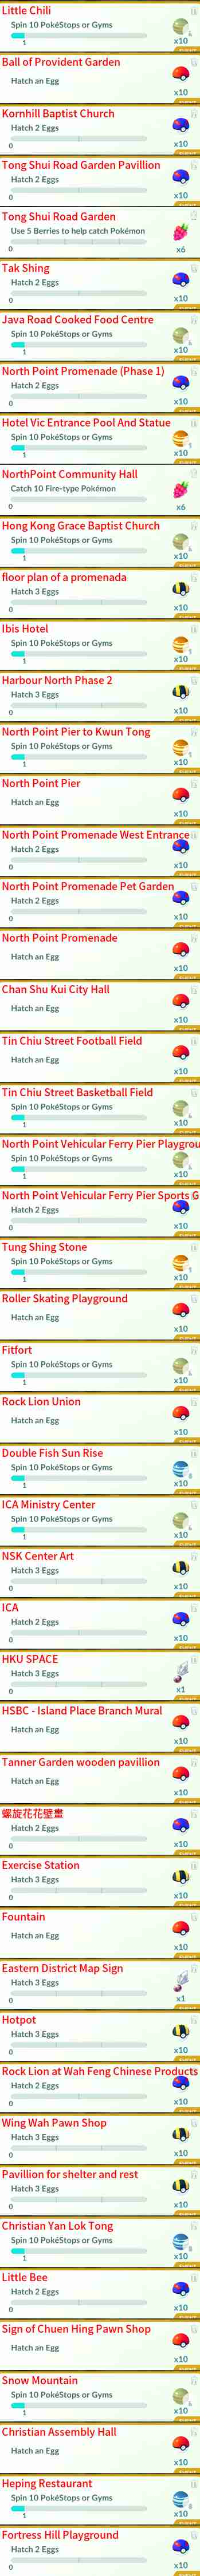 Little Chili
Spin 10 PokéStops or Gyms
1
x10
Ball of Provident Garden
Hatch an Egg
x10
Kornhill Baptist Church
Hatch 2 Eggs
0
x10
Tong Shui Road Garden Pavillion
Hatch 2 Eggs
0
x10
Tong Shui Road Garden
Use 5 Berries to help catch Pokémon
0
x6
Tak Shing
Hatch 2 Eggs
0
x10
Java Road Cooked Food Centre
Spin 10 PokéStops or Gyms
1
x10
North Point Promenade (Phase 1)
Hatch 2 Eggs
0
x10
Hotel Vic Entrance Pool And Statue
Spin 10 PokéStops or Gyms
1
x10
NorthPoint Community Hall
Catch 10 Fire-type Pokémon
0
x6
Hong Kong Grace Baptist Church
Spin 10 PokéStops or Gyms
1
x10
floor plan of a promenada
Hatch 3 Eggs
0
x10
Ibis Hotel
Spin 10 PokéStops or Gyms
1
x10
Harbour North Phase 2
Hatch 3 Eggs
0
x10
North Point Pier to Kwun Tong
Spin 10 PokéStops or Gyms
1
x10
North Point Pier
Hatch an Egg
x10
North Point Promenade West Entrance
Hatch 2 Eggs
0
x10
North Point Promenade Pet Garden
Hatch 2 Eggs
0
x10
North Point Promenade
Hatch an Egg
x10
Chan Shu Kui City Hall
Hatch an Egg
x10
Tin Chiu Street Football Field
Hatch an Egg
x10
Tin Chiu Street Basketball Field
Spin 10 PokéStops or Gyms
1
x10
North Point Vehicular Ferry Pier Playgrou
Spin 10 PokéStops or Gyms
1
x10
North Point Vehicular Ferry Pier Sports G
Hatch 2 Eggs
0
x10
Tung Shing Stone
Spin 10 PokéStops or Gyms
1
x10
Roller Skating Playground
Hatch an Egg
x10
Fitfort
Spin 10 PokéStops or Gyms
1
x10
Rock Lion Union
Hatch an Egg
x10
Double Fish Sun Rise
Spin 10 PokéStops or Gyms
1
x10
ICA Ministry Center
Spin 10 PokéStops or Gyms
1
x10
NSK Center Art
Hatch 3 Eggs
0
x10
ICA
Hatch 2 Eggs
0
x10
HKU SPACE
Hatch 3 Eggs
0
x1
HSBC - Island Place Branch Mural
Hatch an Egg
x10
Tanner Garden wooden pavillion
Hatch an Egg
x10
螺旋花花壁畫
Hatch 2 Eggs
0
x10
Exercise Station
Hatch 3 Eggs
0
x10
Fountain
Hatch an Egg
x10
Eastern District Map Sign
Hatch 3 Eggs
0
x1
Hotpot
Hatch 3 Eggs
0
x10
Rock Lion at Wah Feng Chinese Products
Hatch 2 Eggs
0
x10
Wing Wah Pawn Shop
Hatch 3 Eggs
0
x10
Pavillion for shelter and rest
Hatch 3 Eggs
0
x10
Christian Yan Lok Tong
Spin 10 PokéStops or Gyms
1
x10
Little Bee
Hatch 2 Eggs
0
x10
Sign of Chuen Hing Pawn Shop
Hatch an Egg
x10
Snow Mountain
Spin 10 PokéStops or Gyms
1
x10
Christian Assembly Hall
Hatch an Egg
x10
Heping Restaurant
Spin 10 PokéStops or Gyms
1
x10
Fortress Hill Playground
Hatch 2 Eggs
0
x10